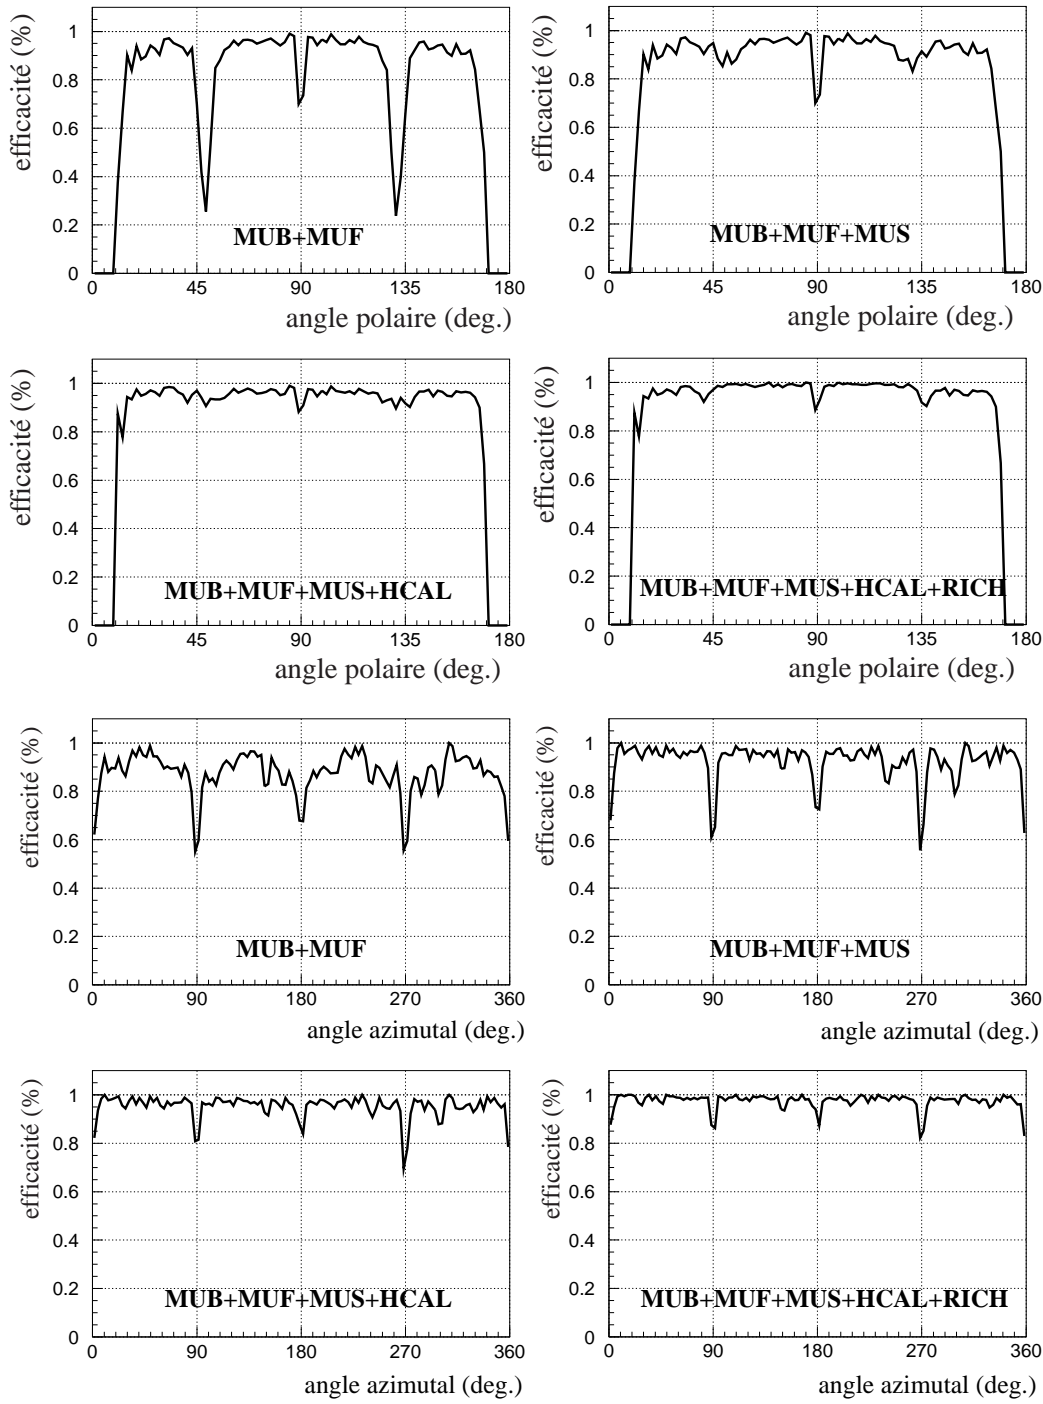 efficacité (%)
1
0.8
0.6
0.4
0.2
0
MUB+MUF
0 45 90 135 180
angle polaire (deg.)
efficacité (%)
1
0.8
0.6
0.4
0.2
0
MUB+MUF+MUS
0 45 90 135 180
angle polaire (deg.)
efficacité (%)
1
0.8
0.6
0.4
0.2
0
MUB+MUF+MUS+HCAL
0 45 90 135 180
angle polaire (deg.)
efficacité (%)
1
0.8
0.6
0.4
0.2
0
MUB+MUF+MUS+HCAL+RICH
0 45 90 135 180
angle polaire (deg.)
efficacité (%)
1
0.8
0.6
0.4
0.2
0
MUB+MUF
0 90 180 270 360
angle azimutal (deg.)
efficacité (%)
1
0.8
0.6
0.4
0.2
0
MUB+MUF+MUS
0 90 180 270 360
angle azimutal (deg.)
efficacité (%)
1
0.8
0.6
0.4
0.2
0
MUB+MUF+MUS+HCAL
0 90 180 270 360
angle azimutal (deg.)
efficacité (%)
1
0.8
0.6
0.4
0.2
0
MUB+MUF+MUS+HCAL+RICH
0 90 180 270 360
angle azimutal (deg.)